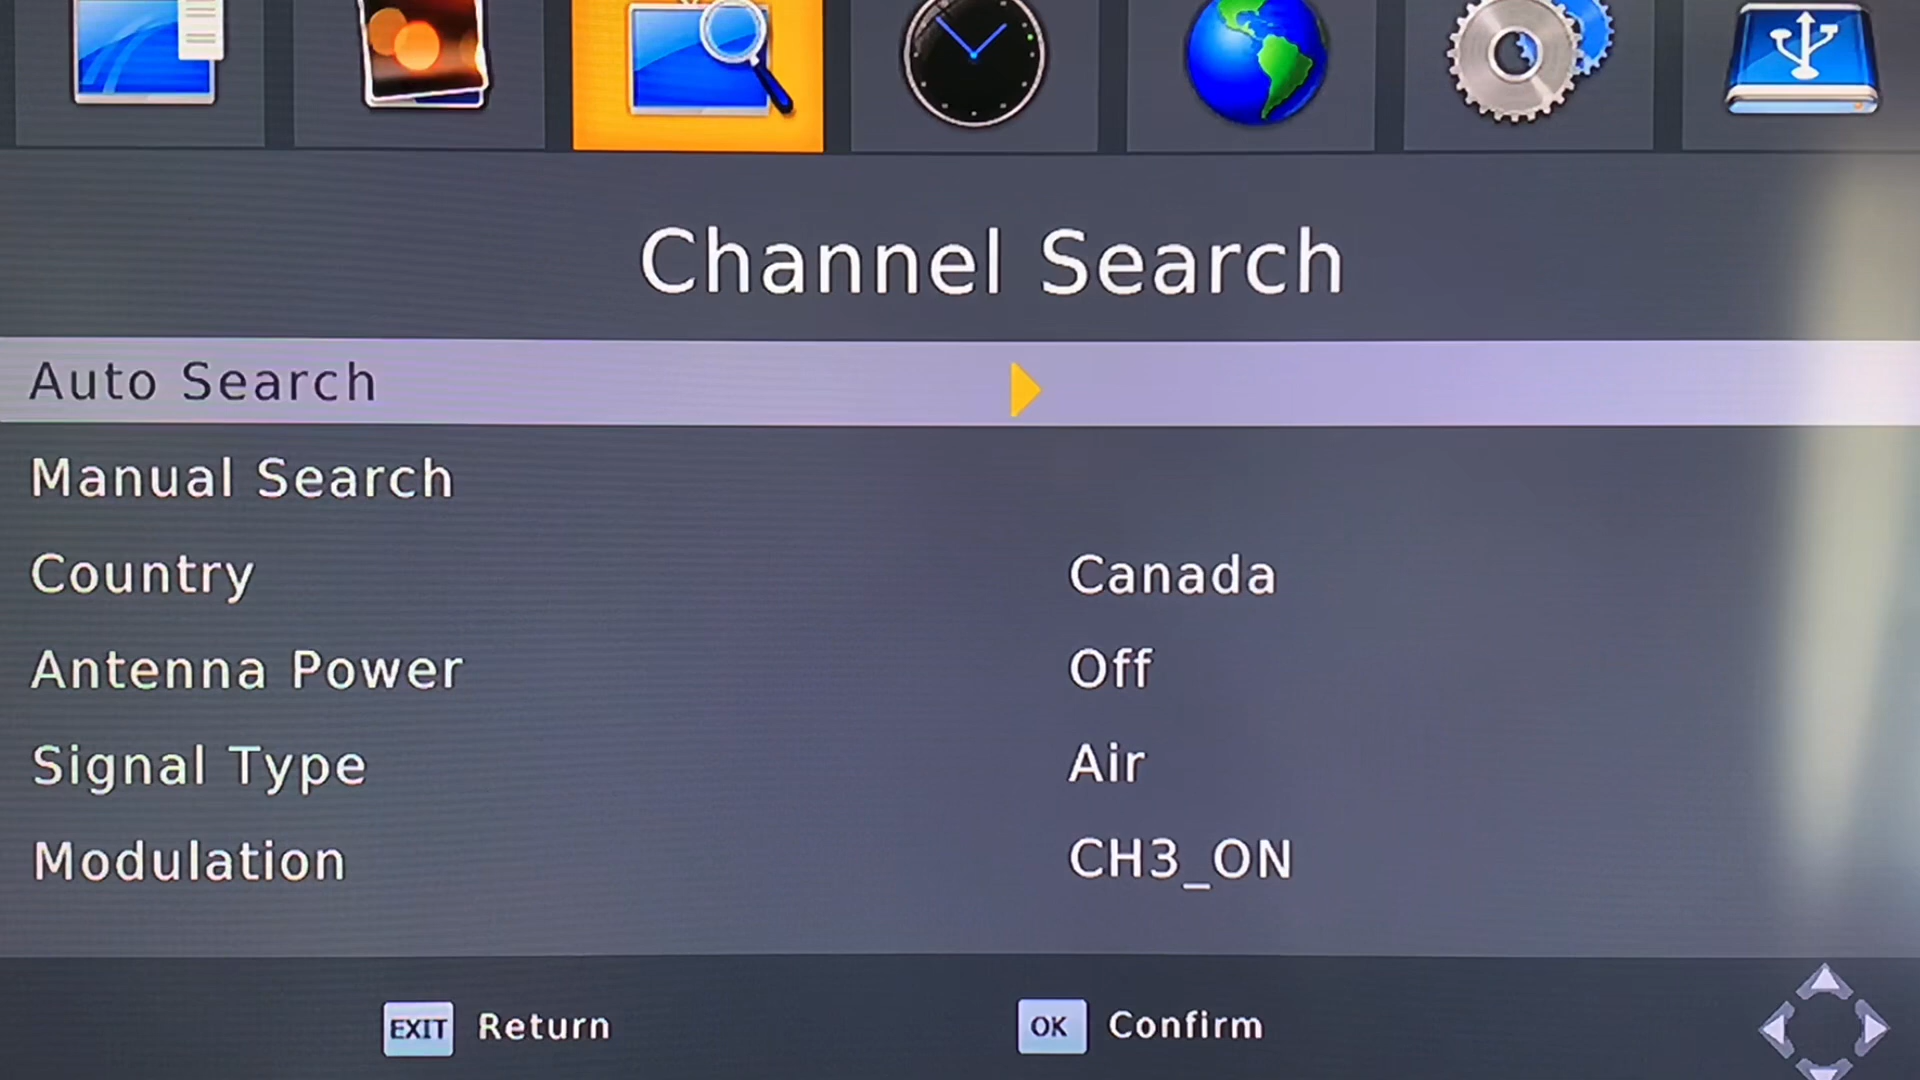 Channel Search
Auto Search
Manual Search
Country Canada
Antenna Power Off
Signal Type Air
Modulation CH3_ON
EXIT Return OK Confirm